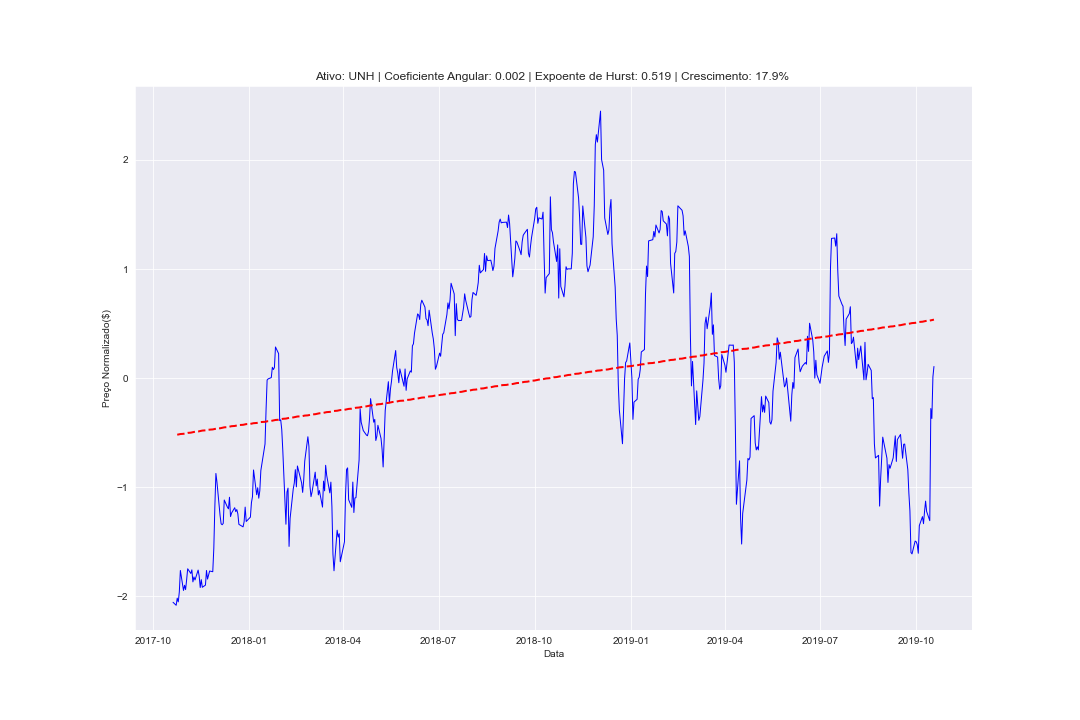 Ativo: UNH | Coeficiente Angular: 0.002 | Expoente de Hurst: 0.519 | Crescimento: 17.9%
Preço Normalizado($)
2
1
0
−1
−2
2017-10 2018-01 2018-04 2018-07 2018-10 2019-01 2019-04 2019-07 2019-10
Data